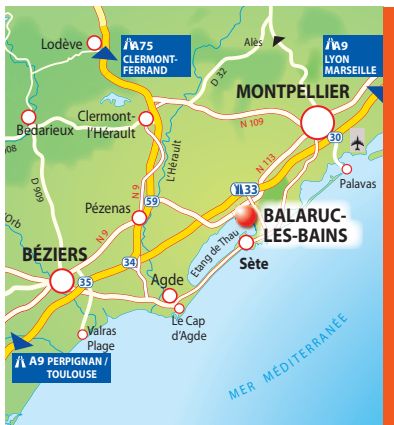 Lodève
A75
CLERMONT-
FERRAND
Alès
A9
LYON
MARSEILLE
D 32
MONTPELLIER
Clermont-
l'Hérault
Bédarieux
N 109
30
908
L'Hérault
N 113
D 909
N 9
33
Palavas
59
Pézenas
BALARUC-
LES-BAINS
Orb
N 9
Etang de Thau
BÉZIERS
34
Sète
35
Agde
Le Cap
d'Agde
Valras
Plage
A9 PERPIGNAN /
TOULOUSE
MER MÉDITERRANÉE